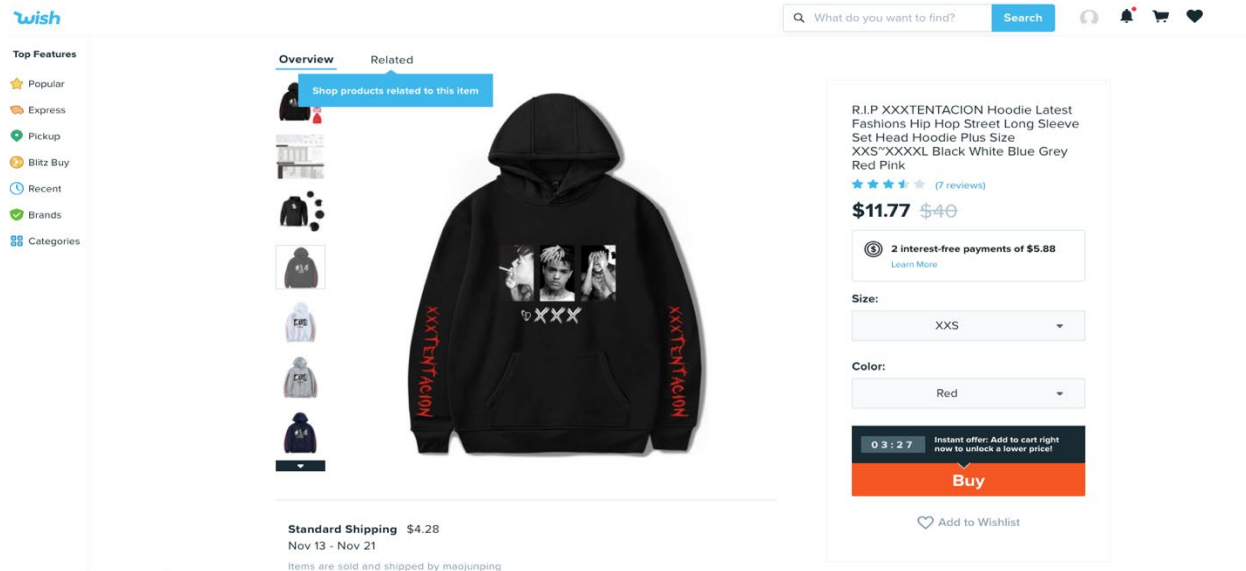 wish
What do you want to find?
Search
Top Features
Popular
Express
Pickup
Blitz Buy
Recent
Brands
Categories
Overview
Related
Shop products related to this item
XXX
XXXTENTACION
XXXTENTACION
R.I.P XXXTENTACION Hoodie Latest
Fashions Hip Hop Street Long Sleeve
Set Head Hoodie Plus Size
XXS~XXXXL Black White Blue Grey
Red Pink
(7 reviews)
$11.77 $40
2 interest-free payments of $5.88
Learn More
Size:
XXS
Color:
Red
03:27
Instant offer: Add to cart right
now to unlock a lower price!
Buy
Add to Wishlist
Standard Shipping $4.28
Nov 13 - Nov 21
Items are sold and shipped by maojunping